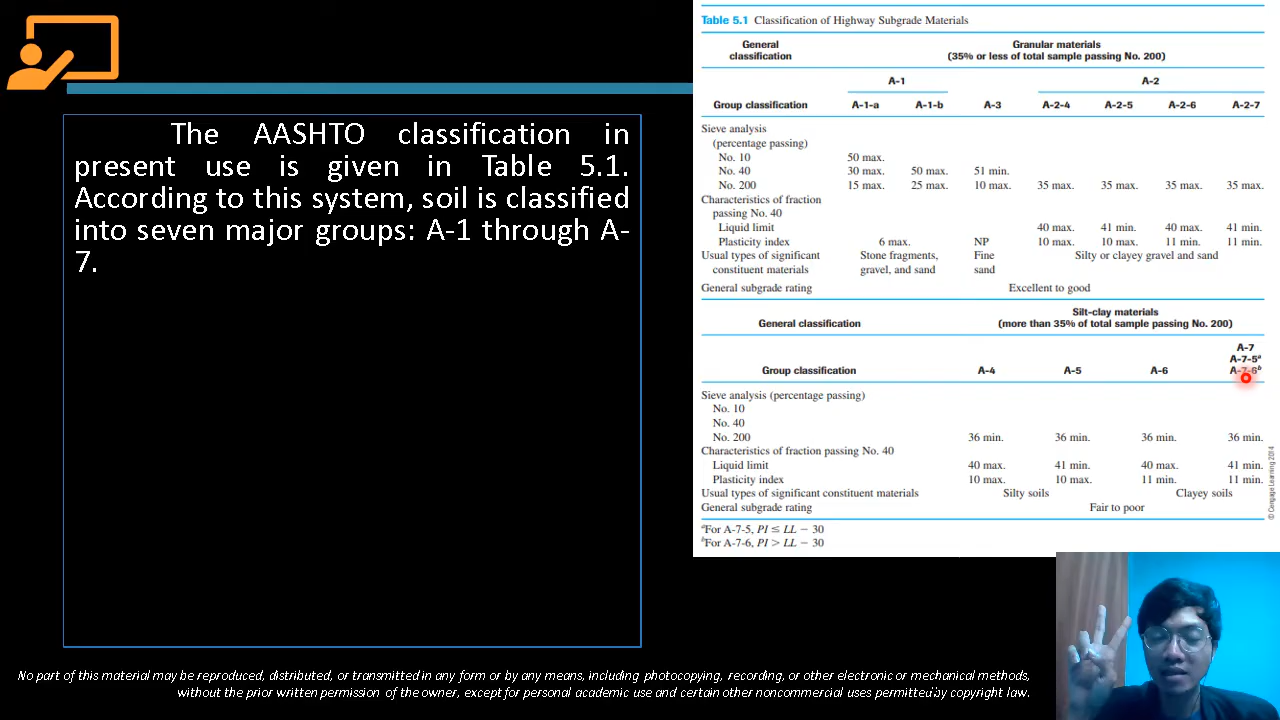 The AASHTO classification in
present use is given in Table 5.1.
According to this system, soil is classified
into seven major groups: A-1 through A-
7.
Table 5.1 Classification of Highway Subgrade Materials
General classification
Granular materials
(35% or less of total sample passing No. 200)
A-1 A-2
Group classification A-1-a A-1-b A-3 A-2-4 A-2-5 A-2-6 A-2-7
Sieve analysis
(percentage passing)
No. 10 50 max.
No. 40 30 max. 50 max. 51 min.
No. 200 15 max. 25 max. 10 max. 35 max. 35 max. 35 max. 35 max.
Characteristics of fraction
passing No. 40
Liquid limit 40 max. 41 min. 40 max. 41 min.
Plasticity index 6 max. NP 10 max. 10 max. 11 min. 11 min.
Usual types of significant Stone fragments, Fine Silty or clayey gravel and sand
constituent materials gravel, and sand sand
General subgrade rating Excellent to good
Silt-clay materials
General classification (more than 35% of total sample passing No. 200)
A-7
A-7-5ᵃ
Group classification A-4 A-5 A-6 A-7-6ᵇ
Sieve analysis (percentage passing)
No. 10
No. 40
No. 200 36 min. 36 min. 36 min. 36 min.
Characteristics of fraction passing No. 40
Liquid limit 40 max. 41 min. 40 max. 41 min.
Plasticity index 10 max. 10 max. 11 min. 11 min.
Usual types of significant constituent materials Silty soils Clayey soils
General subgrade rating Fair to poor
ᵃFor A-7-5, PI ≤ LL − 30
ᵇFor A-7-6, PI > LL − 30
© Cengage Learning 2014
No part of this material may be reproduced, distributed, or transmitted in any form or by any means, including photocopying, recording, or other electronic or mechanical methods,
without the prior written permission of the owner, except for personal academic use and certain other noncommercial uses permitted by copyright law.